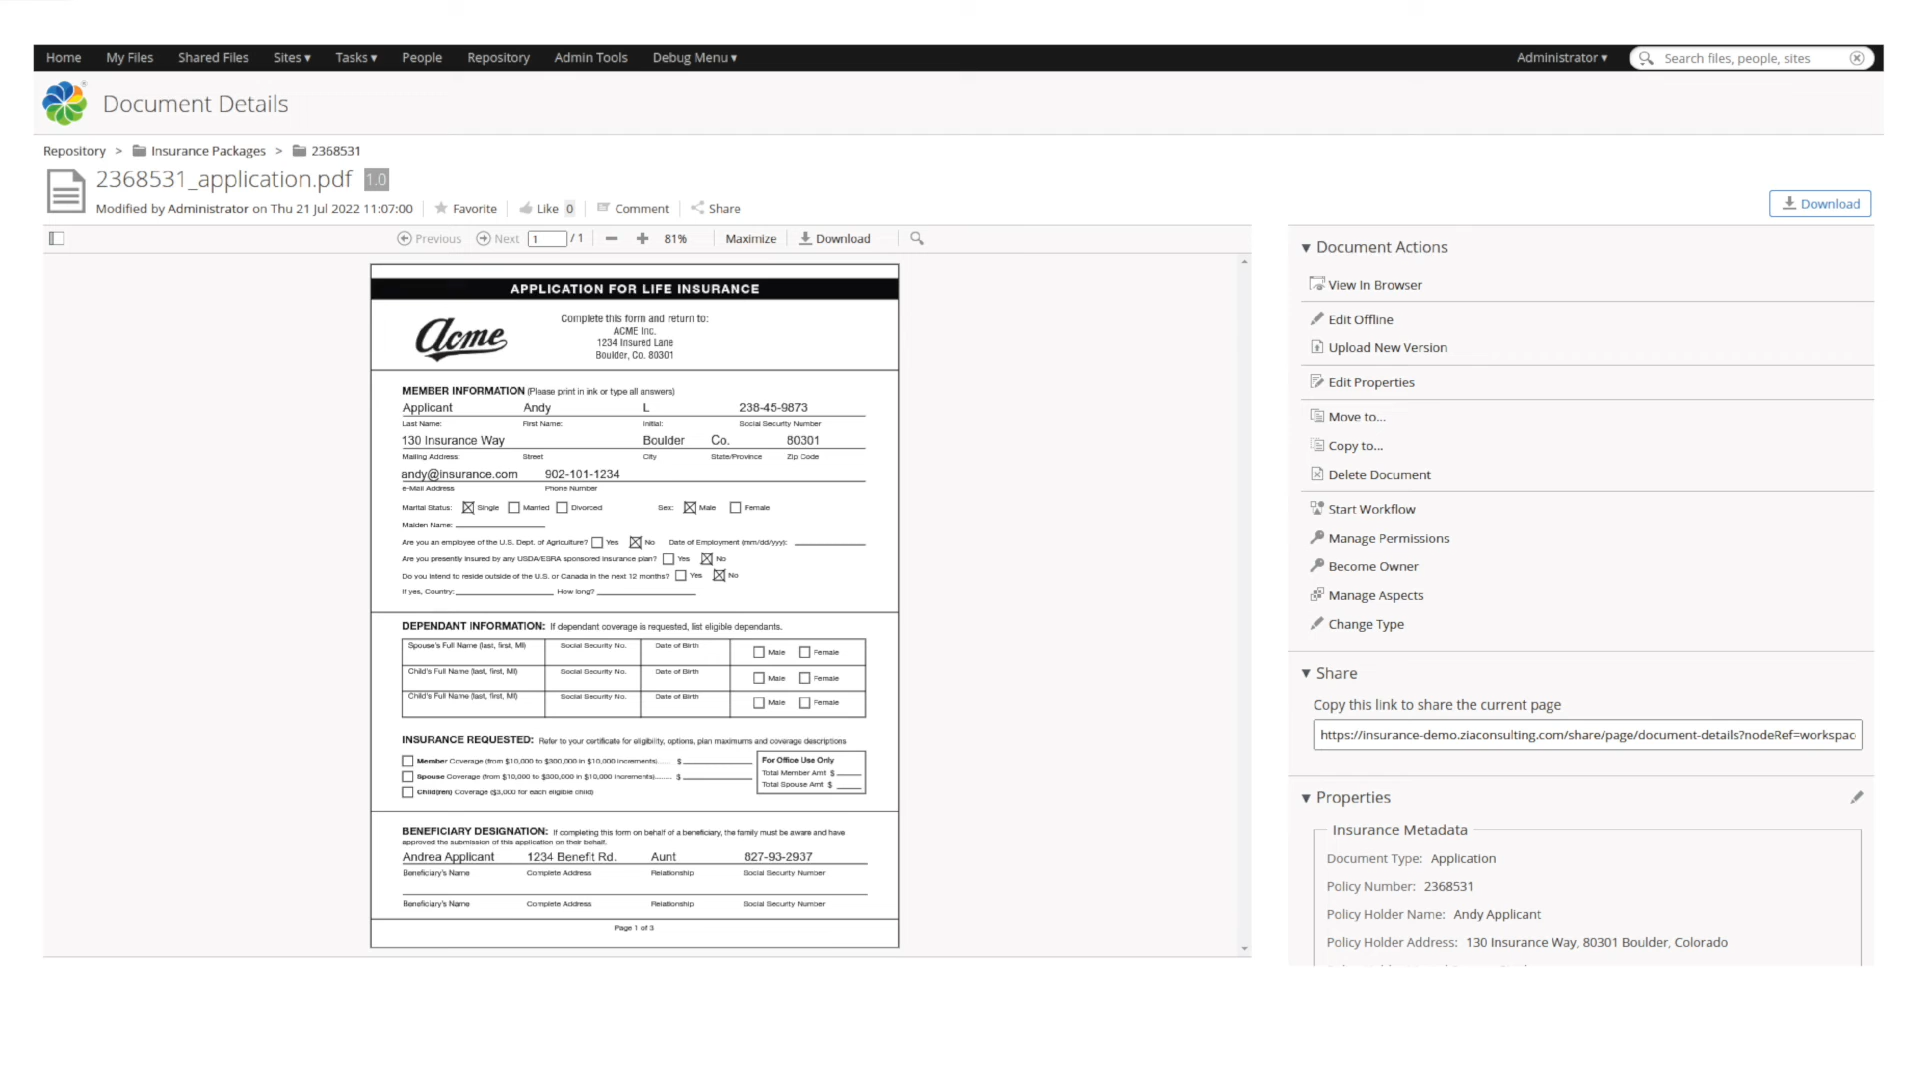 Home My Files Shared Files Sites ▾ Tasks ▾ People Repository Admin Tools Debug Menu ▾ Administrator ▾ Search files, people, sites
Document Details
Repository > Insurance Packages > 2368531
2368531_application.pdf 1.0
Modified by Administrator on Thu 21 Jul 2022 11:07:00 Favorite Like 0 Comment Share
Download
Previous Next 1 / 1 81% Maximize Download
APPLICATION FOR LIFE INSURANCE
Acme
Complete this form and return to:
ACME Inc.
1234 Insured Lane
Boulder, Co. 80301
MEMBER INFORMATION (Please print in ink or type all answers)
Applicant Andy L 238-45-9873
Last Name: First Name: Initial: Social Security Number
130 Insurance Way Boulder Co. 80301
Mailing Address: Street City State/Province Zip Code
andy@insurance.com 902-101-1234
e-Mail Address Phone Number
Marital Status: Single Married Divorced Sex: Male Female
Maiden Name:
Are you an employee of the U.S. Dept. of Agriculture? Yes No Date of Employment (mm/dd/yyy):
Are you presently insured by any USDA/ESRA sponsored insurance plan? Yes No
Do you intend to reside outside of the U.S. or Canada in the next 12 months? Yes No
If yes, Country: How long?
DEPENDANT INFORMATION: If dependant coverage is requested, list eligible dependants.
Spouse's Full Name (last, first, MI) Social Security No. Date of Birth Male Female
Child's Full Name (last, first, MI) Social Security No. Date of Birth Male Female
Child's Full Name (last, first, MI) Social Security No. Date of Birth Male Female
INSURANCE REQUESTED: Refer to your certificate for eligibility, options, plan maximums and coverage descriptions
Member Coverage (from $10,000 to $300,000 in $10,000 increments)..... $
Spouse Coverage (from $10,000 to $300,000 in $10,000 increments)....... $
Child(ren) Coverage ($3,000 for each eligible child)
For Office Use Only
Total Member Amt $
Total Spouse Amt $
BENEFICIARY DESIGNATION: If completing this form on behalf of a beneficiary, the family must be aware and have
approved the submission of this application on their behalf.
Andrea Applicant 1234 Benefit Rd. Aunt 827-93-2937
Beneficiary's Name Complete Address Relationship Social Security Number
Beneficiary's Name Complete Address Relationship Social Security Number
Page 1 of 3
▼ Document Actions
View In Browser
Edit Offline
Upload New Version
Edit Properties
Move to...
Copy to...
Delete Document
Start Workflow
Manage Permissions
Become Owner
Manage Aspects
Change Type
▼ Share
Copy this link to share the current page
https://insurance-demo.ziaconsulting.com/share/page/document-details?nodeRef=workspac
▼ Properties
Insurance Metadata
Document Type: Application
Policy Number: 2368531
Policy Holder Name: Andy Applicant
Policy Holder Address: 130 Insurance Way, 80301 Boulder, Colorado